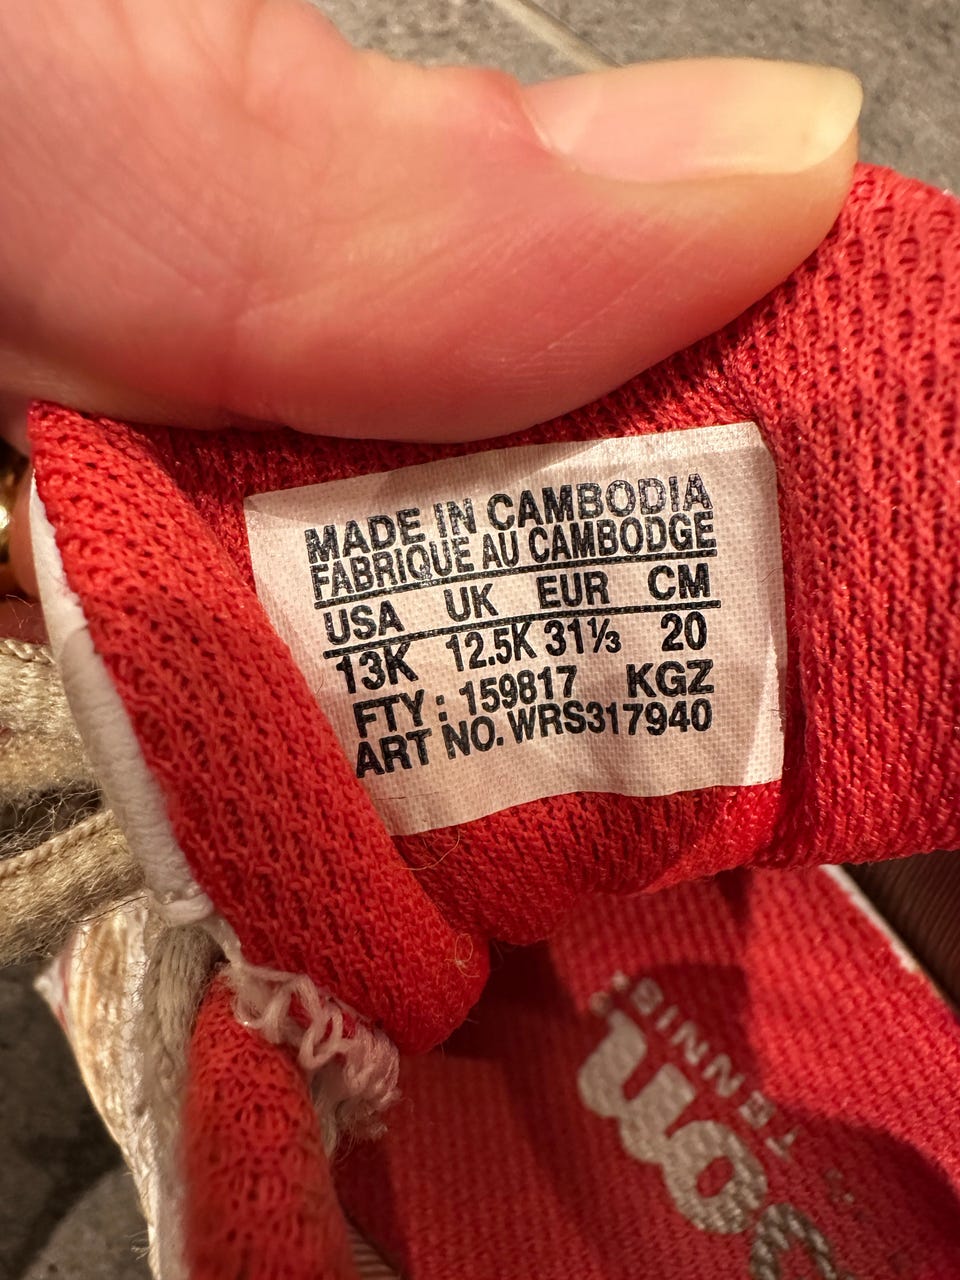 MADE IN CAMBODIA
FABRIQUE AU CAMBODGE
USA UK EUR CM
13K 12.5K 31⅓ 20
FTY : 159817 KGZ
ART NO. WRS317940
TENNIS